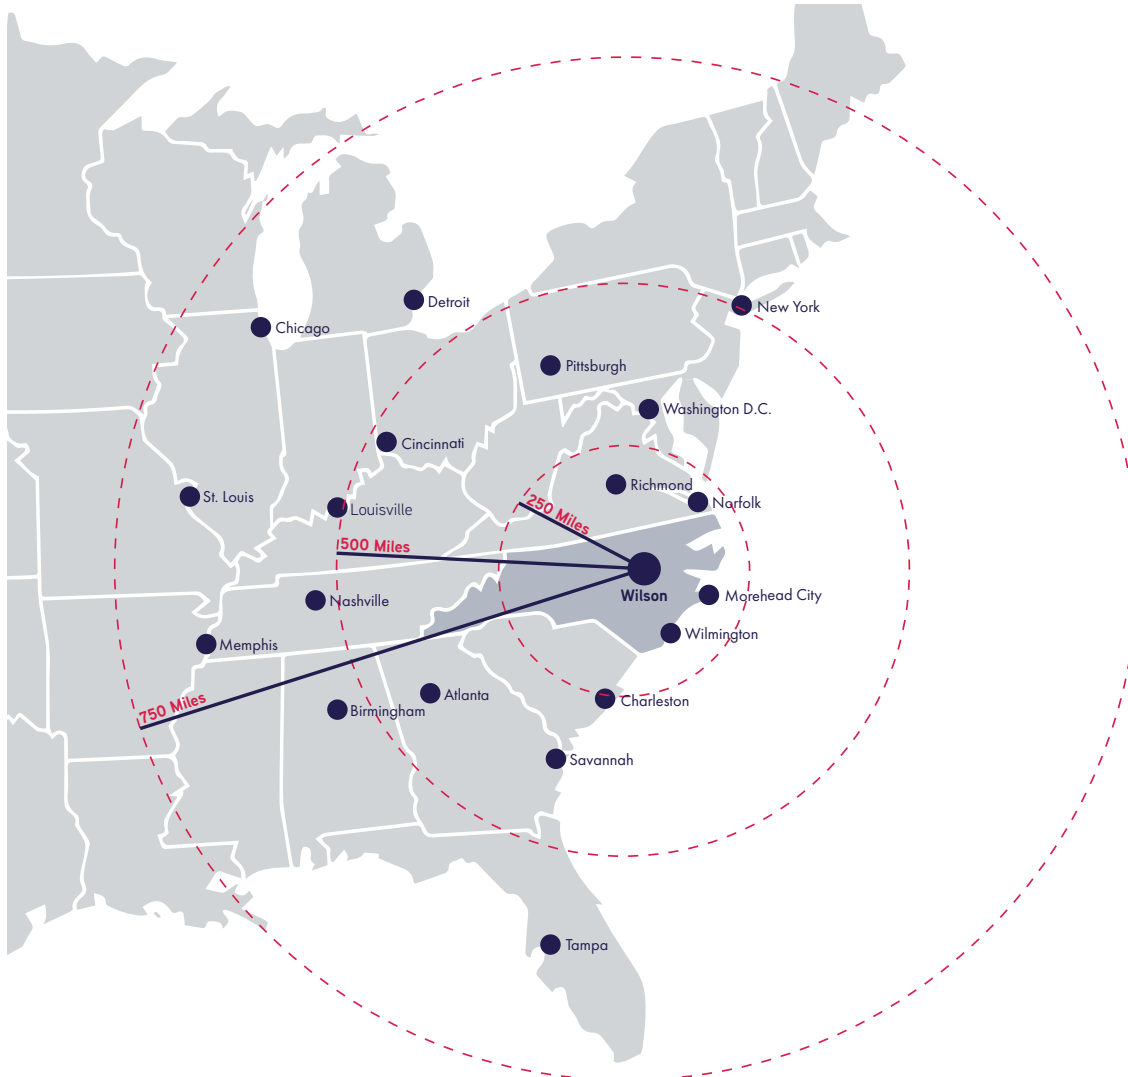 Detroit
New York
Chicago
Pittsburgh
Washington D.C.
Cincinnati
Richmond
St. Louis
Norfolk
Louisville
250 Miles
500 Miles
Wilson
Morehead City
Nashville
Wilmington
Memphis
Atlanta
750 Miles
Charleston
Birmingham
Savannah
Tampa